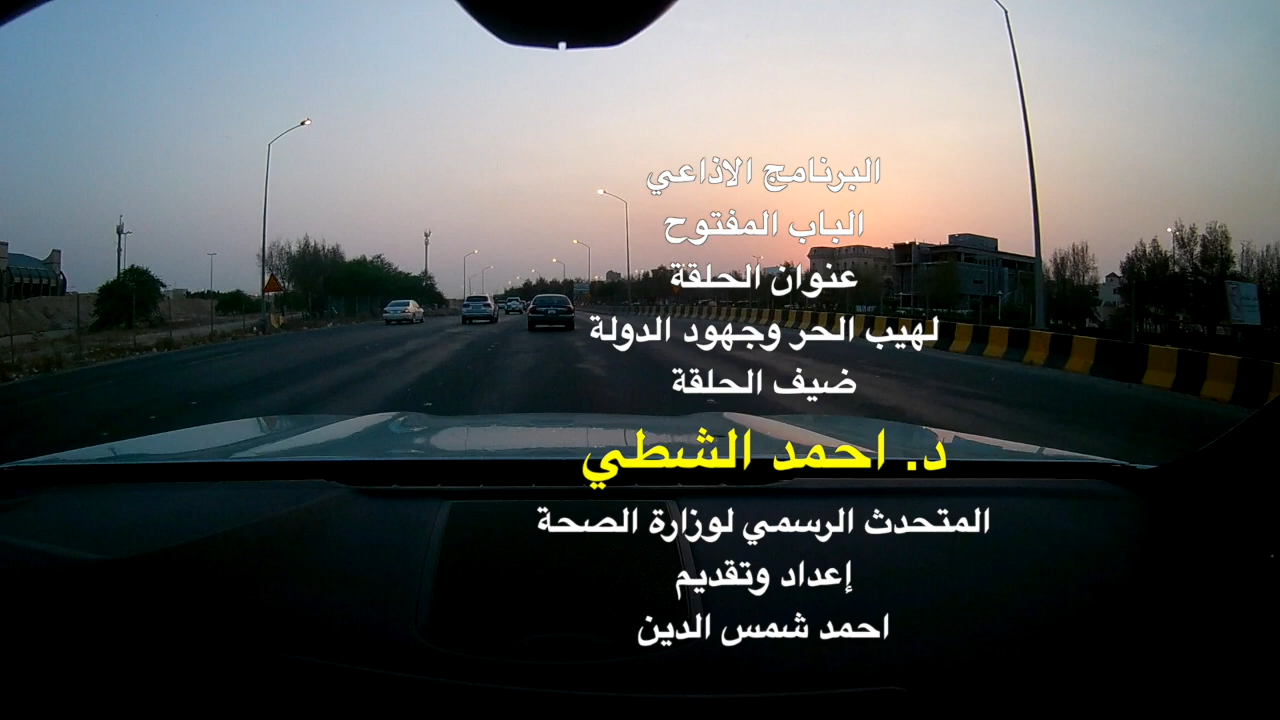 البرنامج الاذاعي
الباب المفتوح
عنوان الحلقة
لهيب الحر وجهود الدولة
ضيف الحلقة
د. احمد الشطي
المتحدث الرسمي لوزارة الصحة
إعداد وتقديم
احمد شمس الدين